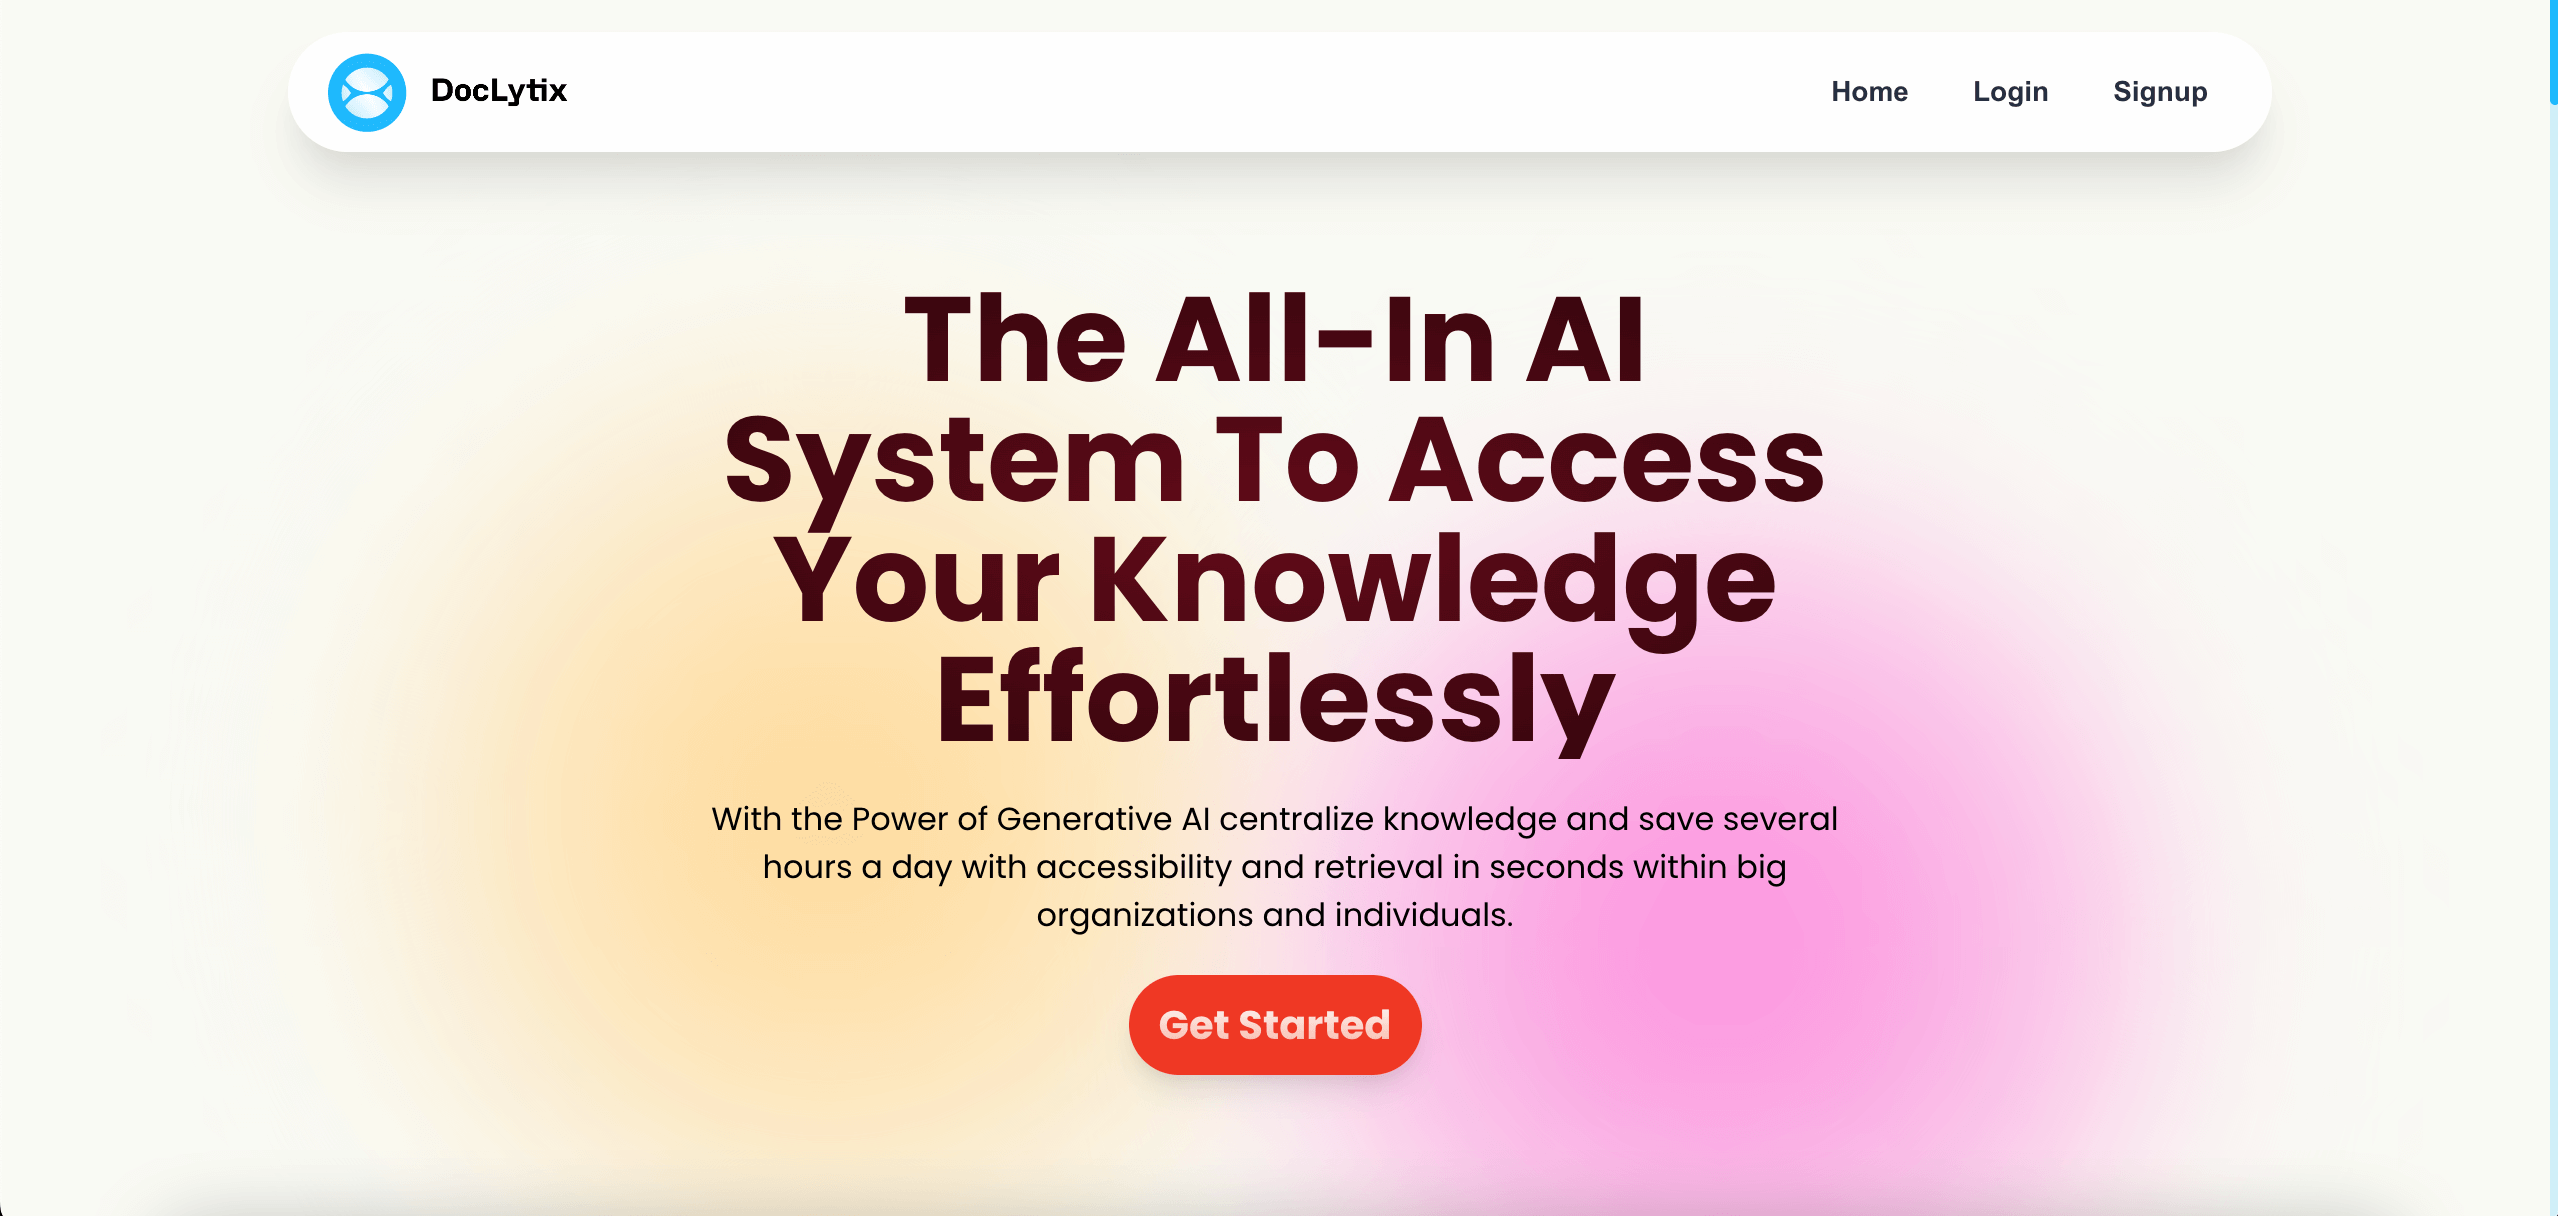 DocLytix
Home Login Signup
The All-In AI
System To Access
Your Knowledge
Effortlessly
With the Power of Generative AI centralize knowledge and save several
hours a day with accessibility and retrieval in seconds within big
organizations and individuals.
Get Started